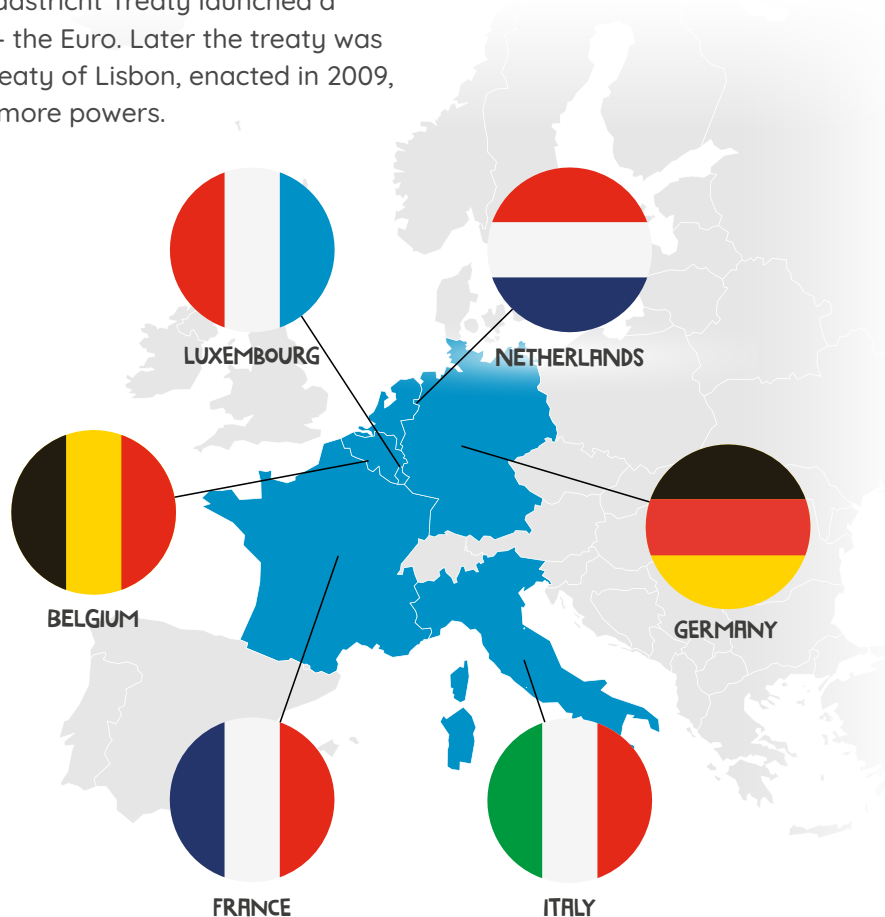 Treaty launched a
- the Euro. Later the treaty was
eaty of Lisbon, enacted in 2009,
more powers.
LUXEMBOURG
NETHERLANDS
BELGIUM
GERMANY
FRANCE
ITALY